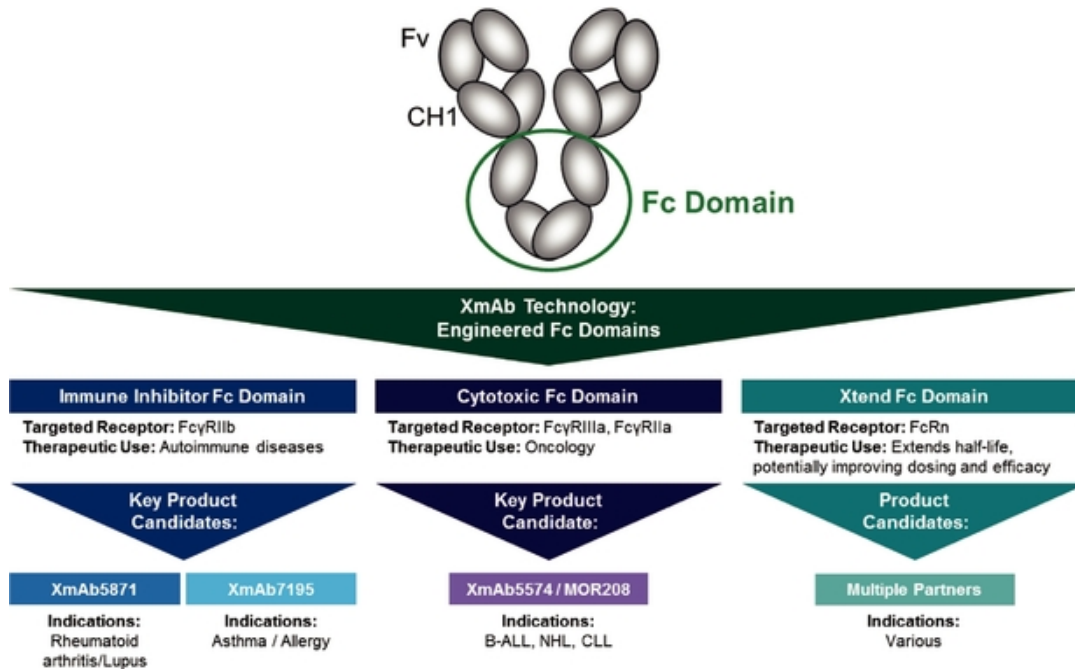 Fv
CH1
Fc Domain
XmAb Technology:
Engineered Fc Domains
Immune Inhibitor Fc Domain
Targeted Receptor: FcγRIIb
Therapeutic Use: Autoimmune diseases
Key Product
Candidates:
XmAb5871
Indications:
Rheumatoid
arthritis/Lupus
XmAb7195
Indications:
Asthma / Allergy
Cytotoxic Fc Domain
Targeted Receptor: FcγRIIIa, FcγRIIa
Therapeutic Use: Oncology
Key Product
Candidate:
XmAb5574 / MOR208
Indications:
B-ALL, NHL, CLL
Xtend Fc Domain
Targeted Receptor: FcRn
Therapeutic Use: Extends half-life,
potentially improving dosing and efficacy
Product
Candidates:
Multiple Partners
Indications:
Various